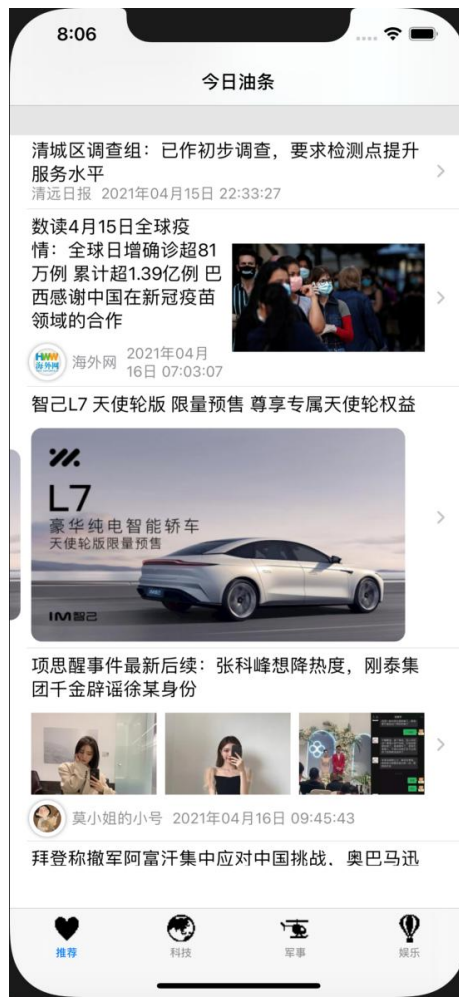 8:06
今日油条
清城区调查组：已作初步调查，要求检测点提升
服务水平
清远日报 2021年04月15日 22:33:27
数读4月15日全球疫
情：全球日增确诊超81
万例 累计超1.39亿例 巴
西感谢中国在新冠疫苗
领域的合作
海外网
海外网
2021年04月
16日 07:03:07
智己L7 天使轮版 限量预售 尊享专属天使轮权益
L7
豪华纯电智能轿车
天使轮版限量预售
IM智己
项思醒事件最新后续：张科峰想降热度，刚泰集
团千金辟谣徐某身份
莫小姐的小号 2021年04月16日 09:45:43
拜登称撤军阿富汗集中应对中国挑战．奥巴马迅
推荐
科技
军事
娱乐